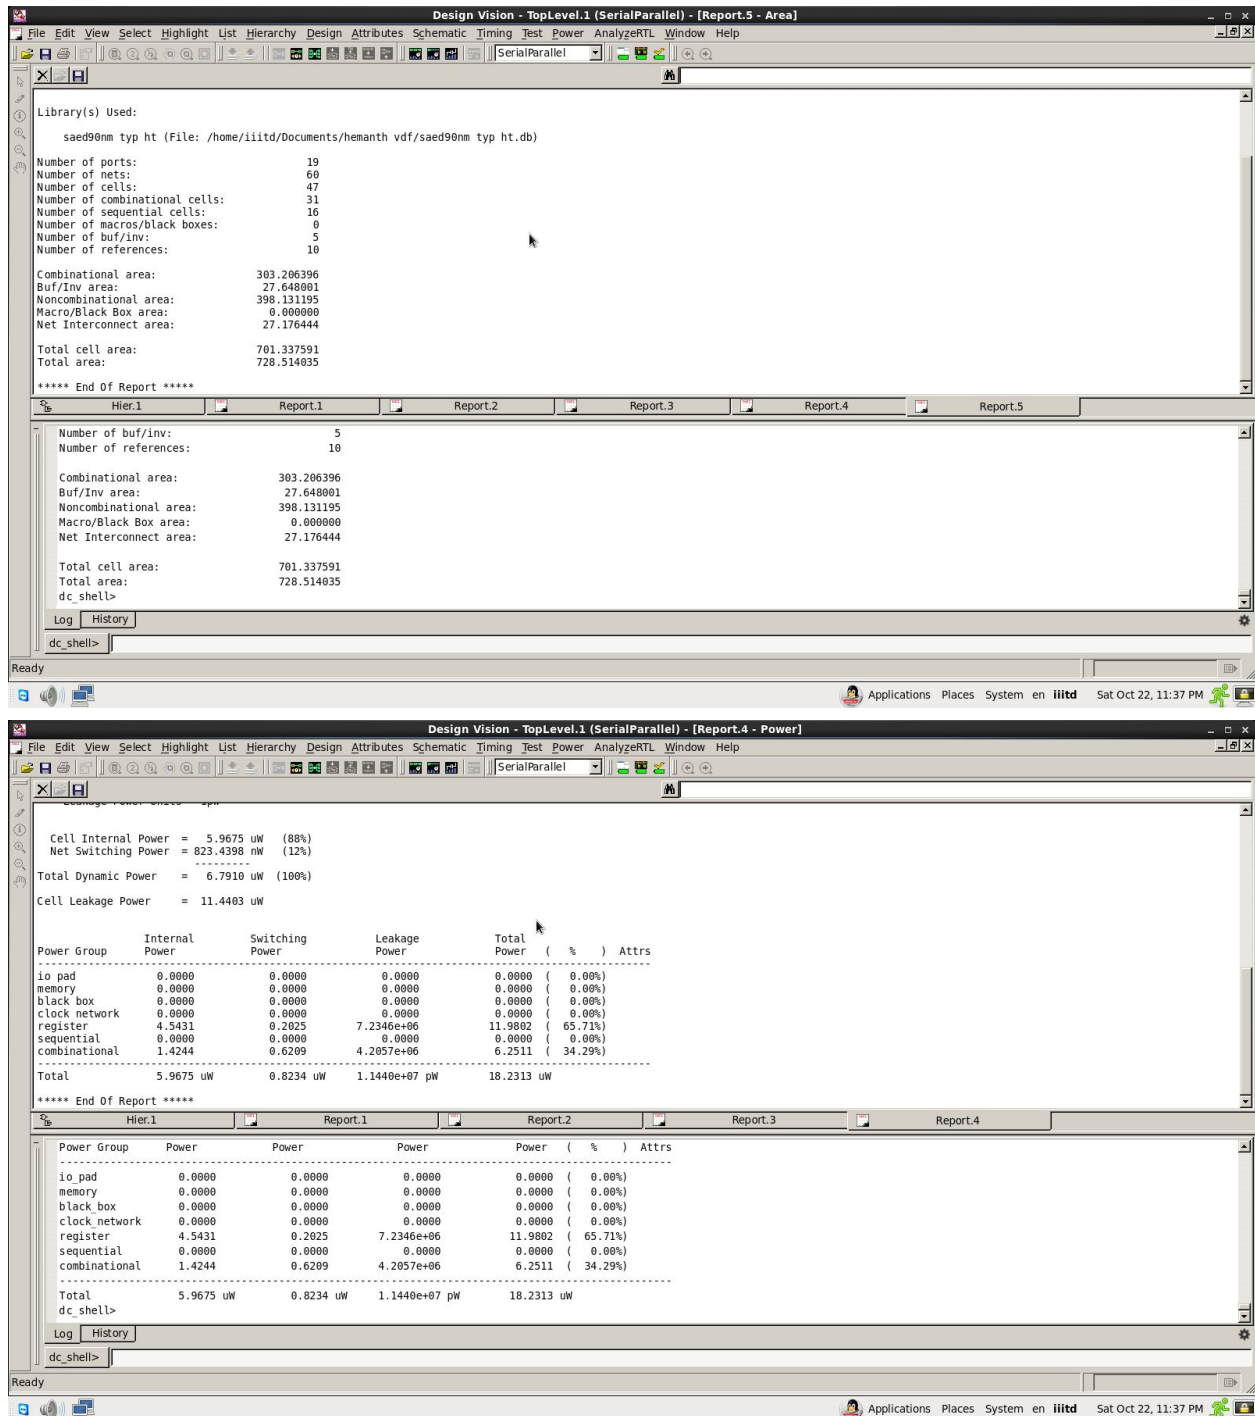 Design Vision - TopLevel.1 (SerialParallel) - [Report.5 - Area]
File Edit View Select Highlight List Hierarchy Design Attributes Schematic Timing Test Power AnalyzeRTL Window Help
SerialParallel
Library(s) Used:
saed90nm typ ht (File: /home/iiitd/Documents/hemanth vdf/saed90nm typ ht.db)
Number of ports: 19
Number of nets: 60
Number of cells: 47
Number of combinational cells: 31
Number of sequential cells: 16
Number of macros/black boxes: 0
Number of buf/inv: 5
Number of references: 10
Combinational area: 303.206396
Buf/Inv area: 27.648001
Noncombinational area: 398.131195
Macro/Black Box area: 0.000000
Net Interconnect area: 27.176444
Total cell area: 701.337591
Total area: 728.514035
***** End Of Report *****
Hier.1 Report.1 Report.2 Report.3 Report.4 Report.5
Number of buf/inv: 5
Number of references: 10
Combinational area: 303.206396
Buf/Inv area: 27.648001
Noncombinational area: 398.131195
Macro/Black Box area: 0.000000
Net Interconnect area: 27.176444
Total cell area: 701.337591
Total area: 728.514035
dc_shell>
Log History
dc_shell>
Ready
Applications Places System en iiitd Sat Oct 22, 11:37 PM
Design Vision - TopLevel.1 (SerialParallel) - [Report.4 - Power]
File Edit View Select Highlight List Hierarchy Design Attributes Schematic Timing Test Power AnalyzeRTL Window Help
SerialParallel
Leakage Power Units = 1pW
Cell Internal Power = 5.9675 uW (88%)
Net Switching Power = 823.4398 nW (12%)
---------
Total Dynamic Power = 6.7910 uW (100%)
Cell Leakage Power = 11.4403 uW
Internal Switching Leakage Total
Power Group Power Power Power Power ( % ) Attrs
--------------------------------------------------------------------------------
io pad 0.0000 0.0000 0.0000 0.0000 ( 0.00%)
memory 0.0000 0.0000 0.0000 0.0000 ( 0.00%)
black box 0.0000 0.0000 0.0000 0.0000 ( 0.00%)
clock network 0.0000 0.0000 0.0000 0.0000 ( 0.00%)
register 4.5431 0.2025 7.2346e+06 11.9802 ( 65.71%)
sequential 0.0000 0.0000 0.0000 0.0000 ( 0.00%)
combinational 1.4244 0.6209 4.2057e+06 6.2511 ( 34.29%)
--------------------------------------------------------------------------------
Total 5.9675 uW 0.8234 uW 1.1440e+07 pW 18.2313 uW
***** End Of Report *****
Hier.1 Report.1 Report.2 Report.3 Report.4
Power Group Power Power Power Power ( % ) Attrs
--------------------------------------------------------------------------------
io_pad 0.0000 0.0000 0.0000 0.0000 ( 0.00%)
memory 0.0000 0.0000 0.0000 0.0000 ( 0.00%)
black_box 0.0000 0.0000 0.0000 0.0000 ( 0.00%)
clock_network 0.0000 0.0000 0.0000 0.0000 ( 0.00%)
register 4.5431 0.2025 7.2346e+06 11.9802 ( 65.71%)
sequential 0.0000 0.0000 0.0000 0.0000 ( 0.00%)
combinational 1.4244 0.6209 4.2057e+06 6.2511 ( 34.29%)
--------------------------------------------------------------------------------
Total 5.9675 uW 0.8234 uW 1.1440e+07 pW 18.2313 uW
dc_shell>
Log History
dc_shell>
Ready
Applications Places System en iiitd Sat Oct 22, 11:37 PM